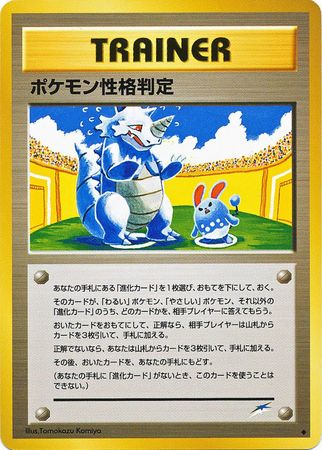 TRAINER
ポケモン性格判定
あなたの手札にある「進化カード」を1枚選び、おもてを下にして、おく。
そのカードが、「わるい」ポケモン、「やさしい」ポケモン、それ以外の
「進化カード」のうち、どのカードかを、相手プレイヤーに答えてもらう。
おいたカードをおもてにして、正解なら、相手プレイヤーは山札から
カードを3枚引いて、手札に加える。
正解でないなら、あなたは山札からカードを3枚引いて、手札に加える。
その後、おいたカードを、あなたの手札にもどす。
(あなたの手札に「進化カード」がないとき、このカードを使うことは
できない。)
Illus.Tomokazu Komiya